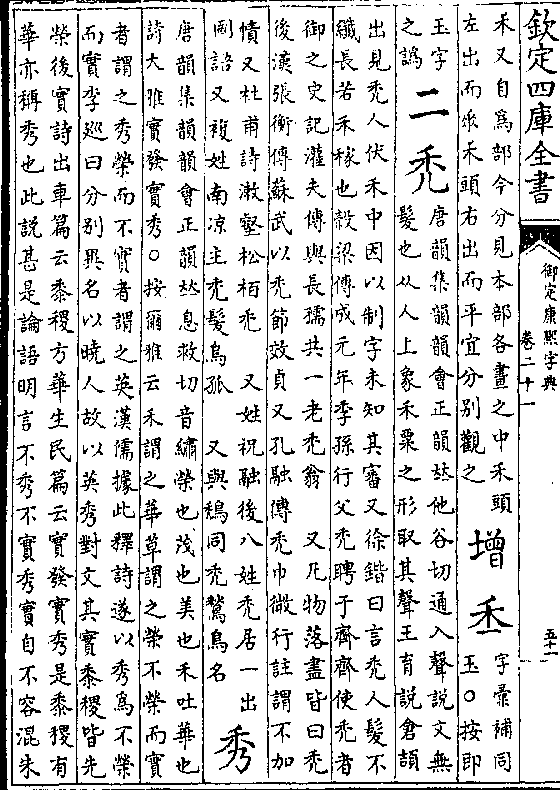 欽定四庫全書
御定康熙字典
卷二十一
五十一
禾又自爲部今分見本部各畫之中禾頭
左出而𥝌禾頭右出而平宜分別觀之
增
字彙補同
玉○按即
玉字
之譌
二 禿
唐韻集韻韻會正韻𠀤他谷切通入聲說文無
髮也从人上象禾粟之形取其聲王育說倉頡
出見禿人伏禾中因以制字未知其審又徐鍇曰言禿人髮不
纖長若禾稼也穀梁傳成元年季孫行父禿聘于齊齊使禿者
御之史記灌夫傳與長孺共一老禿翁 又凡物落盡皆曰禿
後漢張衡傳蘇武以禿節效貞又孔融傳禿巾微行註謂不加
幘又杜甫詩漱壑松栢禿 又姓祝融後八姓禿居一出
國語又複姓南凉主禿髮烏孤 又與鵚同禿鶖鳥名
秀
唐韻集韻韻會正韻𠀤息救切音繡榮也茂也美也禾吐華也
詩大雅實發實秀○按爾雅云禾謂之華草謂之榮不榮而實
者謂之秀榮而不實者謂之英漢儒據此釋詩遂以秀爲不榮
而實李巡曰分別異名以曉人故以英秀對文其實黍稷皆先
榮後實詩出車篇云黍稷方華生民篇云實發實秀是黍稷有
華亦稱秀也此說甚是論語明言不秀不實秀實自不容混朱